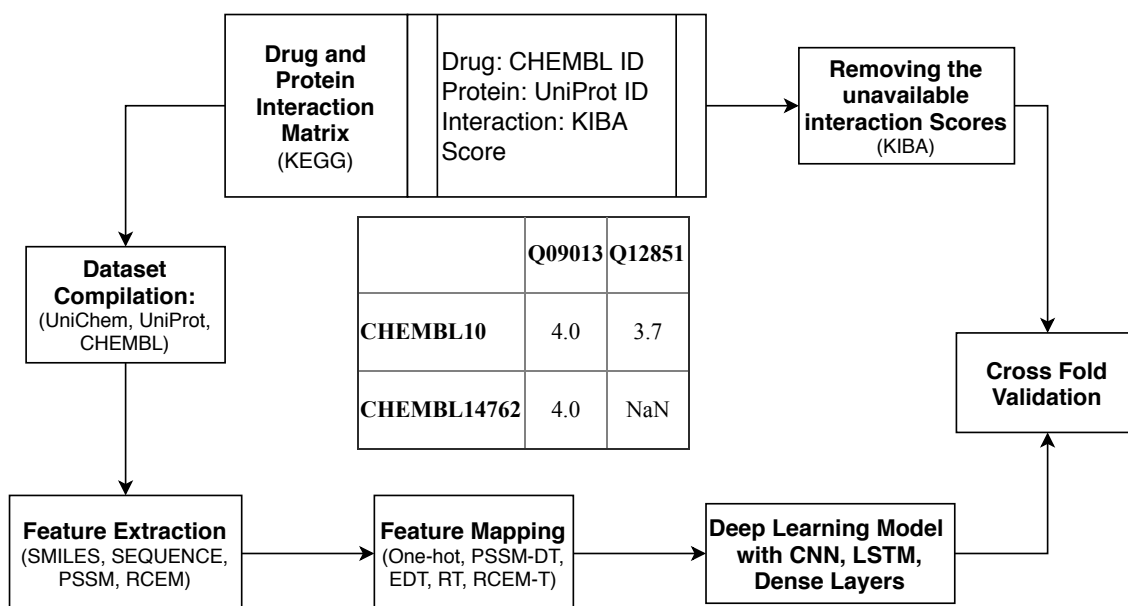 Drug and
Protein
Interaction
Matrix
(KEGG)
Drug: CHEMBL ID
Protein: UniProt ID
Interaction: KIBA
Score
Removing the
unavailable
interaction Scores
(KIBA)
Dataset
Compilation:
(UniChem, UniProt,
CHEMBL)
Q09013 Q12851
CHEMBL10 4.0 3.7
CHEMBL14762 4.0 NaN
Cross Fold
Validation
Feature Extraction
(SMILES, SEQUENCE,
PSSM, RCEM)
Feature Mapping
(One-hot, PSSM-DT,
EDT, RT, RCEM-T)
Deep Learning Model
with CNN, LSTM,
Dense Layers